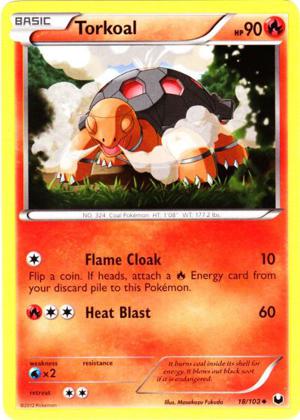 BASIC
Torkoal
HP 90
NO. 324 Coal Pokémon HT. 1'08" WT. 177.2 lbs.
Flame Cloak 10
Flip a coin. If heads, attach a Energy card from
your discard pile to this Pokémon.
Heat Blast 60
weakness resistance
×2
retreat
It burns coal inside its shell for
energy. It blows out black soot
if it is endangered.
Illus. Masakazu Fukuda
18/103
©2012 Pokémon